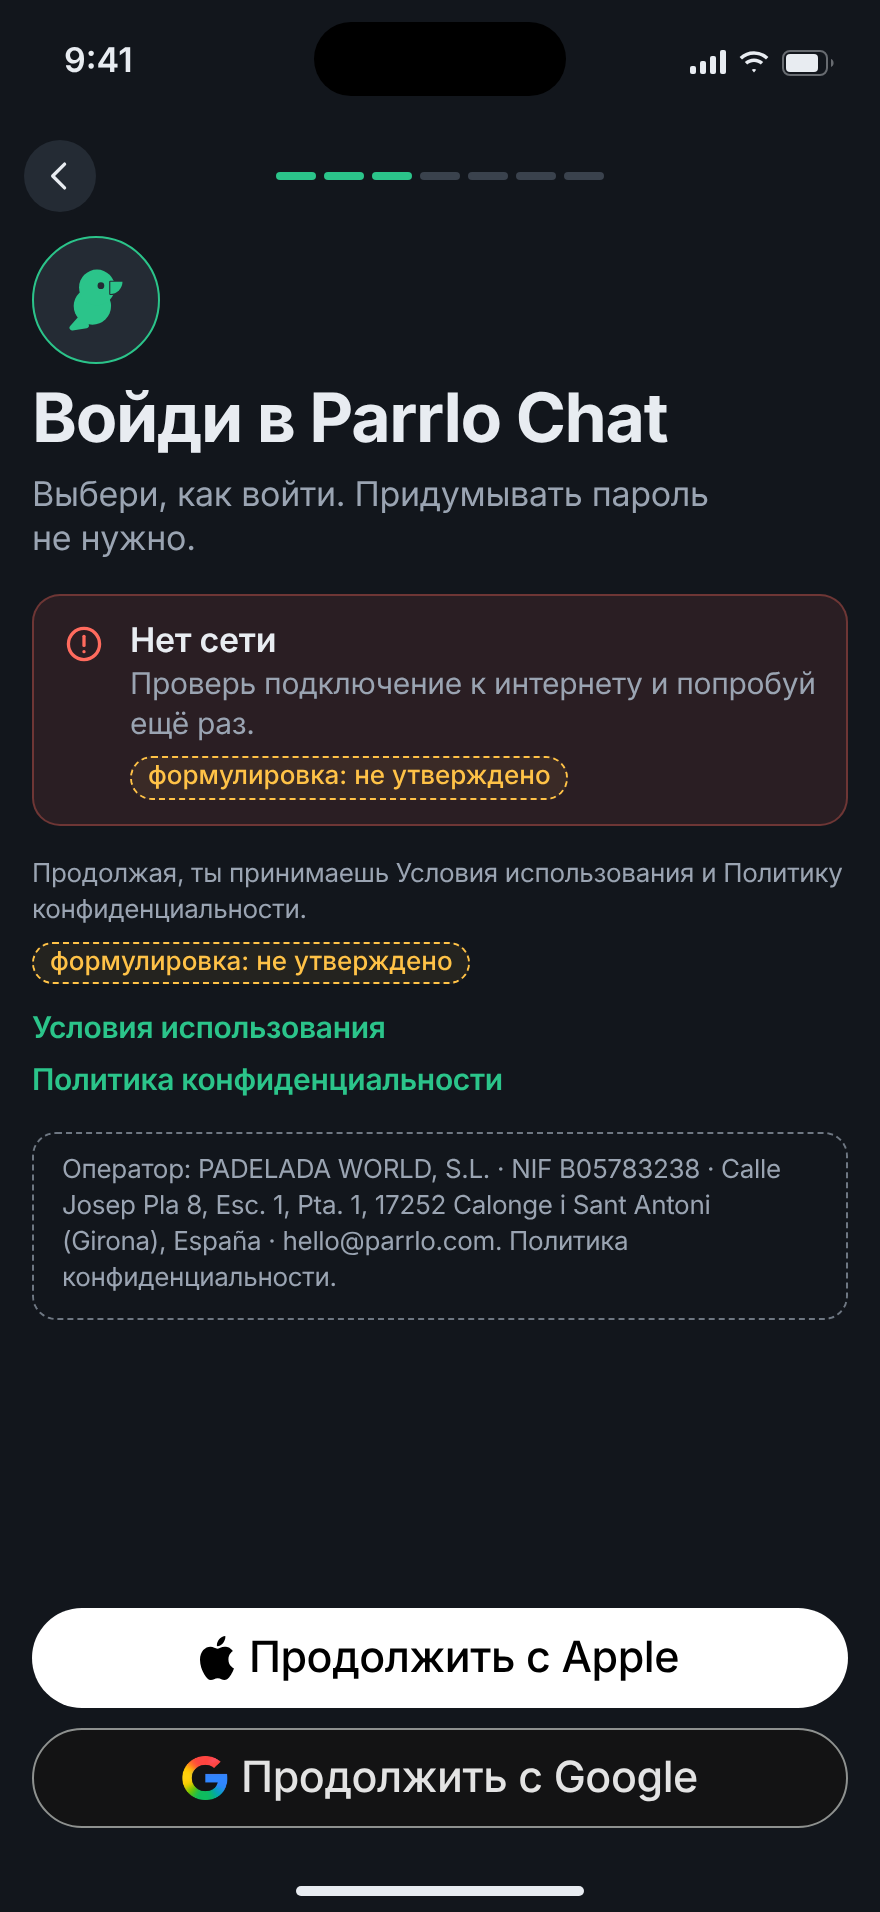 9:41
Войди в Parrlo Chat
Выбери, как войти. Придумывать пароль
не нужно.
Нет сети
Проверь подключение к интернету и попробуй
ещё раз.
формулировка: не утверждено
Продолжая, ты принимаешь Условия использования и Политику
конфиденциальности.
формулировка: не утверждено
Условия использования
Политика конфиденциальности
Оператор: PADELADA WORLD, S.L. · NIF B05783238 · Calle
Josep Pla 8, Esc. 1, Pta. 1, 17252 Calonge i Sant Antoni
(Girona), España · hello@parrlo.com. Политика
конфиденциальности.
Продолжить с Apple
Продолжить с Google